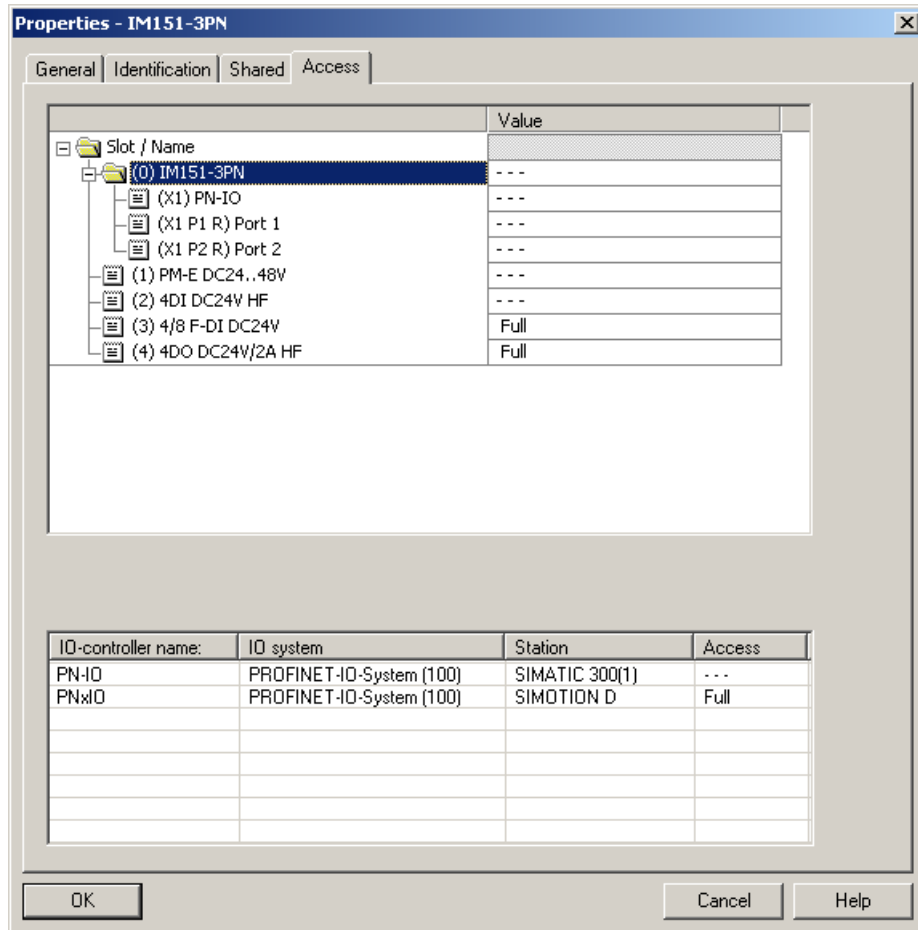 Properties - IM151-3PN
General Identification Shared Access
Value
Slot / Name
(0) IM151-3PN - - -
(X1) PN-IO - - -
(X1 P1 R) Port 1 - - -
(X1 P2 R) Port 2 - - -
(1) PM-E DC24..48V - - -
(2) 4DI DC24V HF - - -
(3) 4/8 F-DI DC24V Full
(4) 4DO DC24V/2A HF Full
IO-controller name: IO system Station Access
PN-IO PROFINET-IO-System (100) SIMATIC 300(1) - - -
PNxIO PROFINET-IO-System (100) SIMOTION D Full
OK Cancel Help